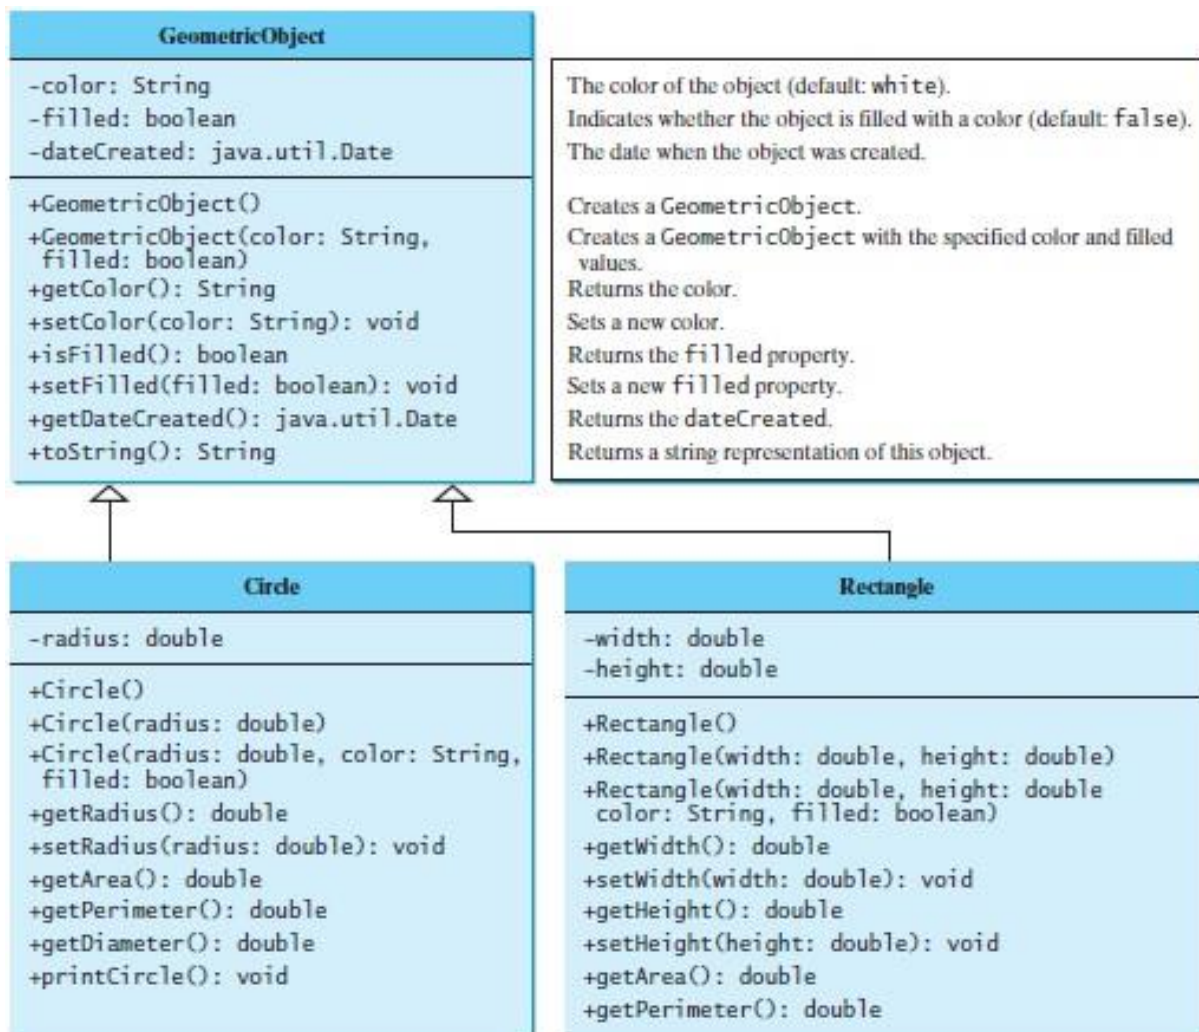 GeometricObject
-color: String
-filled: boolean
-dateCreated: java.util.Date
+GeometricObject()
+GeometricObject(color: String,
filled: boolean)
+getColor(): String
+setColor(color: String): void
+isFilled(): boolean
+setFilled(filled: boolean): void
+getDateCreated(): java.util.Date
+toString(): String
The color of the object (default: white).
Indicates whether the object is filled with a color (default: false).
The date when the object was created.
Creates a GeometricObject.
Creates a GeometricObject with the specified color and filled
values.
Returns the color.
Sets a new color.
Returns the filled property.
Sets a new filled property.
Returns the dateCreated.
Returns a string representation of this object.
Circle
-radius: double
+Circle()
+Circle(radius: double)
+Circle(radius: double, color: String,
filled: boolean)
+getRadius(): double
+setRadius(radius: double): void
+getArea(): double
+getPerimeter(): double
+getDiameter(): double
+printCircle(): void
Rectangle
-width: double
-height: double
+Rectangle()
+Rectangle(width: double, height: double)
+Rectangle(width: double, height: double
color: String, filled: boolean)
+getWidth(): double
+setWidth(width: double): void
+getHeight(): double
+setHeight(height: double): void
+getArea(): double
+getPerimeter(): double